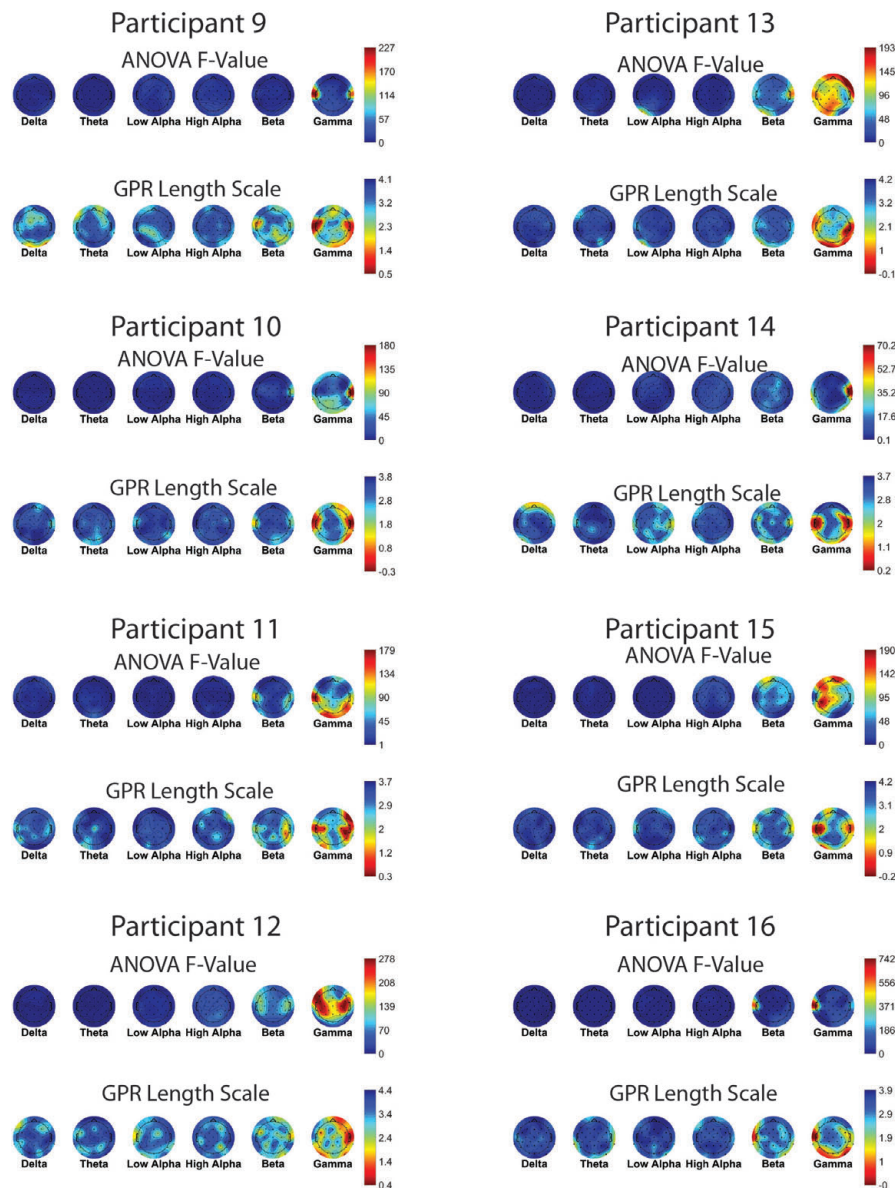 Participant 9
ANOVA F-Value
227
170
114
57
0
Delta Theta Low Alpha High Alpha Beta Gamma
GPR Length Scale
4.1
3.2
2.3
1.4
0.5
Delta Theta Low Alpha High Alpha Beta Gamma
Participant 10
ANOVA F-Value
180
135
90
45
0
Delta Theta Low Alpha High Alpha Beta Gamma
GPR Length Scale
3.8
2.8
1.8
0.8
-0.3
Delta Theta Low Alpha High Alpha Beta Gamma
Participant 11
ANOVA F-Value
179
134
90
45
1
Delta Theta Low Alpha High Alpha Beta Gamma
GPR Length Scale
3.7
2.9
2
1.2
0.3
Delta Theta Low Alpha High Alpha Beta Gamma
Participant 12
ANOVA F-Value
278
208
139
70
0
Delta Theta Low Alpha High Alpha Beta Gamma
GPR Length Scale
4.4
3.4
2.4
1.4
0.4
Delta Theta Low Alpha High Alpha Beta Gamma
Participant 13
ANOVA F-Value
193
145
96
48
0
Delta Theta Low Alpha High Alpha Beta Gamma
GPR Length Scale
4.2
3.2
2.1
1
-0.1
Delta Theta Low Alpha High Alpha Beta Gamma
Participant 14
ANOVA F-Value
70.2
52.7
35.2
17.6
0.1
Delta Theta Low Alpha High Alpha Beta Gamma
GPR Length Scale
3.7
2.8
2
1.1
0.2
Delta Theta Low Alpha High Alpha Beta Gamma
Participant 15
ANOVA F-Value
190
142
95
48
0
Delta Theta Low Alpha High Alpha Beta Gamma
GPR Length Scale
4.2
3.1
2
0.9
-0.2
Delta Theta Low Alpha High Alpha Beta Gamma
Participant 16
ANOVA F-Value
742
556
371
186
0
Delta Theta Low Alpha High Alpha Beta Gamma
GPR Length Scale
3.9
2.9
1.9
1
-0
Delta Theta Low Alpha High Alpha Beta Gamma